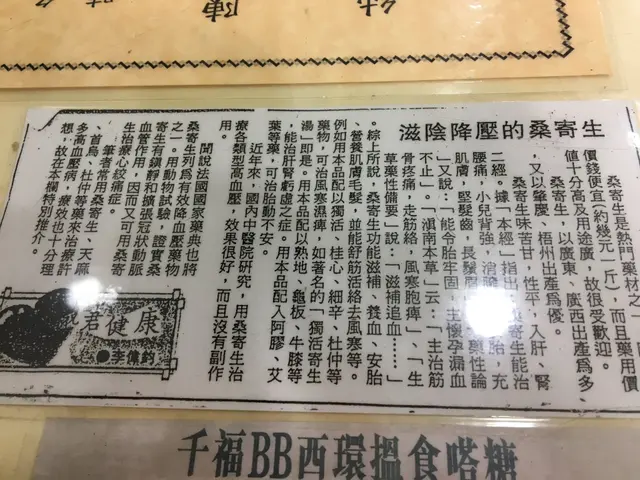 滋陰降壓的桑寄生
桑寄生是熱門藥材之一
價錢便宜(約幾元一斤),而且藥用價
值十分高及用途廣,故很受歡迎。
桑寄生,以廣東、廣西出產為多、
又以肇慶、梧州出產為優。
桑寄生味苦甘,性平,入肝、腎
二經。據「本經」指出 桑寄生能治
腰痛,小兒背強,消 胎,充
肌膚,堅髮齒,長鬚 藥性論
」又說:「能令胎牢固,主懷孕漏血
不止。」「滇南本草」云:「主治筋
骨疼痛,走筋絡,風寒胞痺」、「生
草藥性備要」說:「滋補追血……」
。綜上所說,桑寄生功能滋補、養血、安胎
、營養肌膚毛髮,並能舒筋活絡去風寒等。
例如用本品配以獨活、桂心、細辛、杜仲等
藥物,可治風寒濕痺,如著名的「獨活寄生
湯」即是。用本品配以熟地、龜板、牛膝等
,能治肝腎虧虛之症。用本品配入阿膠、艾
葉等藥,可治胎動不安。
近年來,國內中醫院研究,用桑寄生治
療各類型高血壓,效果很好,而且沒有副作
用。
聞說法國國家藥典也將
桑寄生列為有效降血壓藥物
之一。用動物試驗,證實桑
寄生有鎮靜和擴張冠狀動脈
血管作用,因而又可用桑寄
生治療心絞痛症。
筆者常用桑寄生、天麻
、首烏、杜仲等藥來治療許
多高血壓病,療效也十分理
想,故在本欄特別推介。
君健康
●李偉鈞
千福BB西環搵食嗒糖